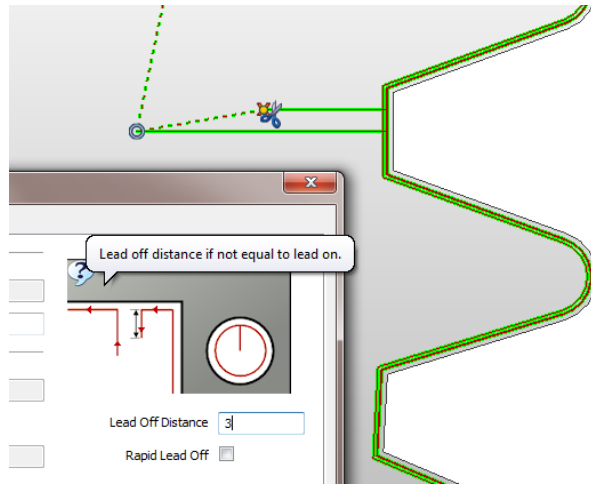 Lead off distance if not equal to lead on.
Lead Off Distance 3
Rapid Lead Off